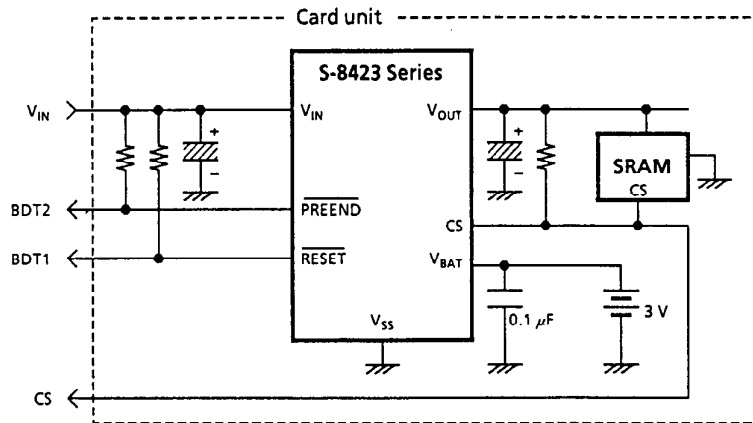 Card unit
S-8423 Series
VIN
VIN
VOUT
+
−
+
−
SRAM
CS
BDT2
PREEND
CS
BDT1
RESET
VBAT
VSS
0.1 μF
3 V
CS